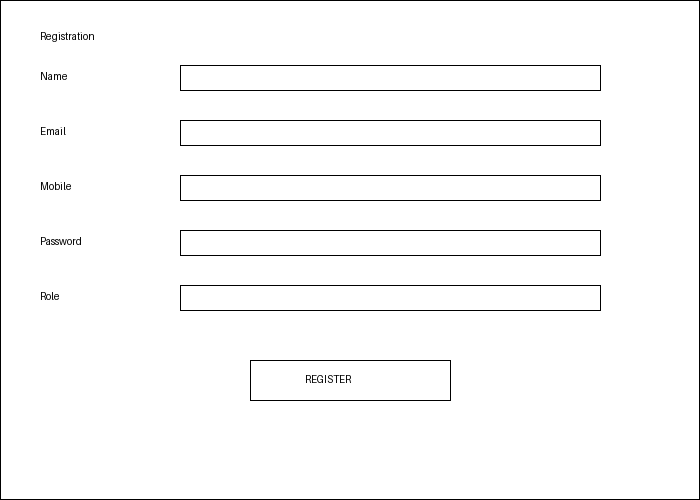 Registration
Name
Email
Mobile
Password
Role
REGISTER